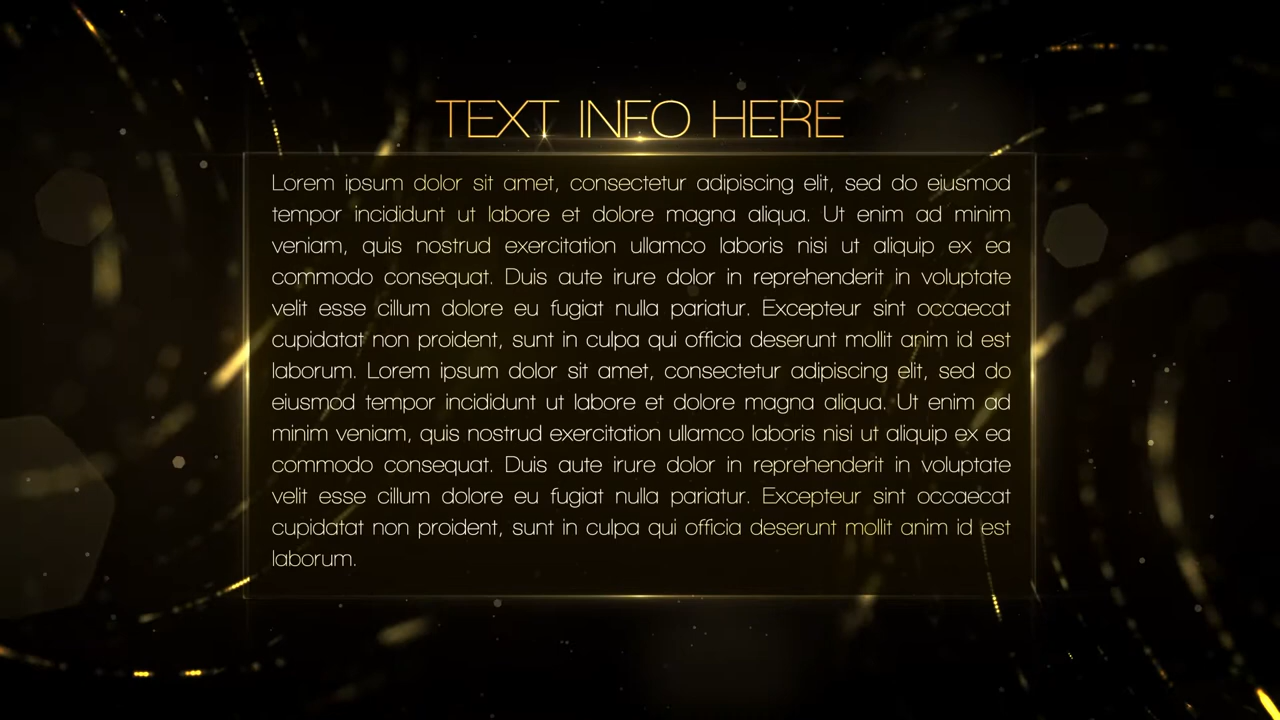 TEXT INFO HERE
Lorem ipsum dolor sit amet, consectetur adipiscing elit, sed do eiusmod
tempor incididunt ut labore et dolore magna aliqua. Ut enim ad minim
veniam, quis nostrud exercitation ullamco laboris nisi ut aliquip ex ea
commodo consequat. Duis aute irure dolor in reprehenderit in voluptate
velit esse cillum dolore eu fugiat nulla pariatur. Excepteur sint occaecat
cupidatat non proident, sunt in culpa qui officia deserunt mollit anim id est
laborum. Lorem ipsum dolor sit amet, consectetur adipiscing elit, sed do
eiusmod tempor incididunt ut labore et dolore magna aliqua. Ut enim ad
minim veniam, quis nostrud exercitation ullamco laboris nisi ut aliquip ex ea
commodo consequat. Duis aute irure dolor in reprehenderit in voluptate
velit esse cillum dolore eu fugiat nulla pariatur. Excepteur sint occaecat
cupidatat non proident, sunt in culpa qui officia deserunt mollit anim id est
laborum.